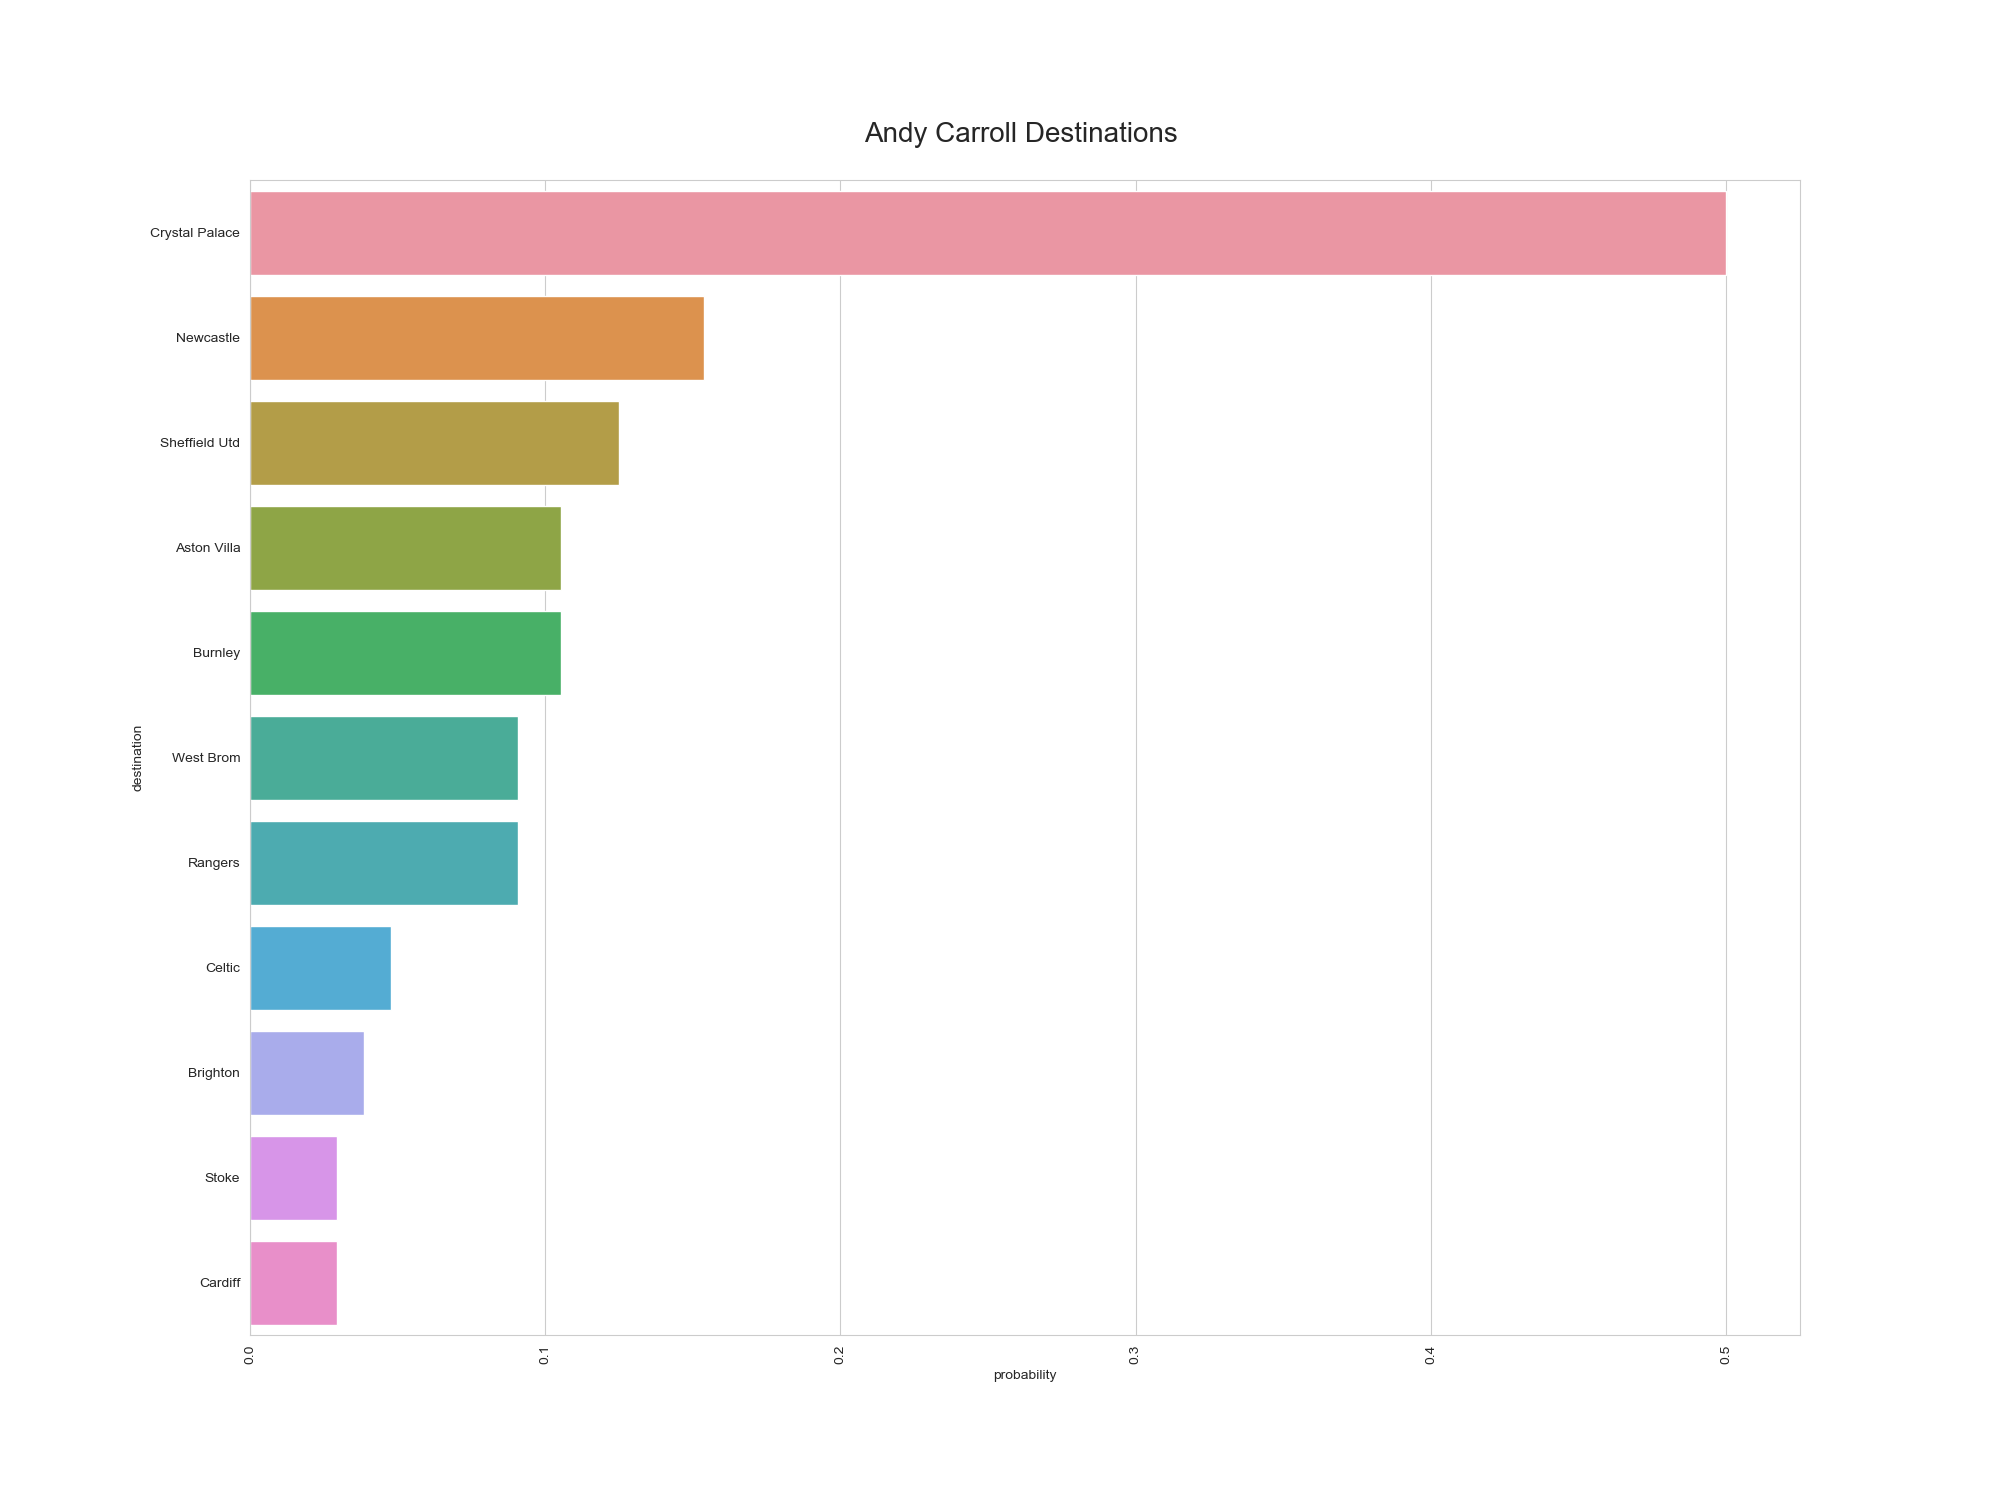 Andy Carroll Destinations
Crystal Palace
Newcastle
Sheffield Utd
Aston Villa
Burnley
West Brom
Rangers
Celtic
Brighton
Stoke
Cardiff
destination
0.0 0.1 0.2 0.3 0.4 0.5
probability